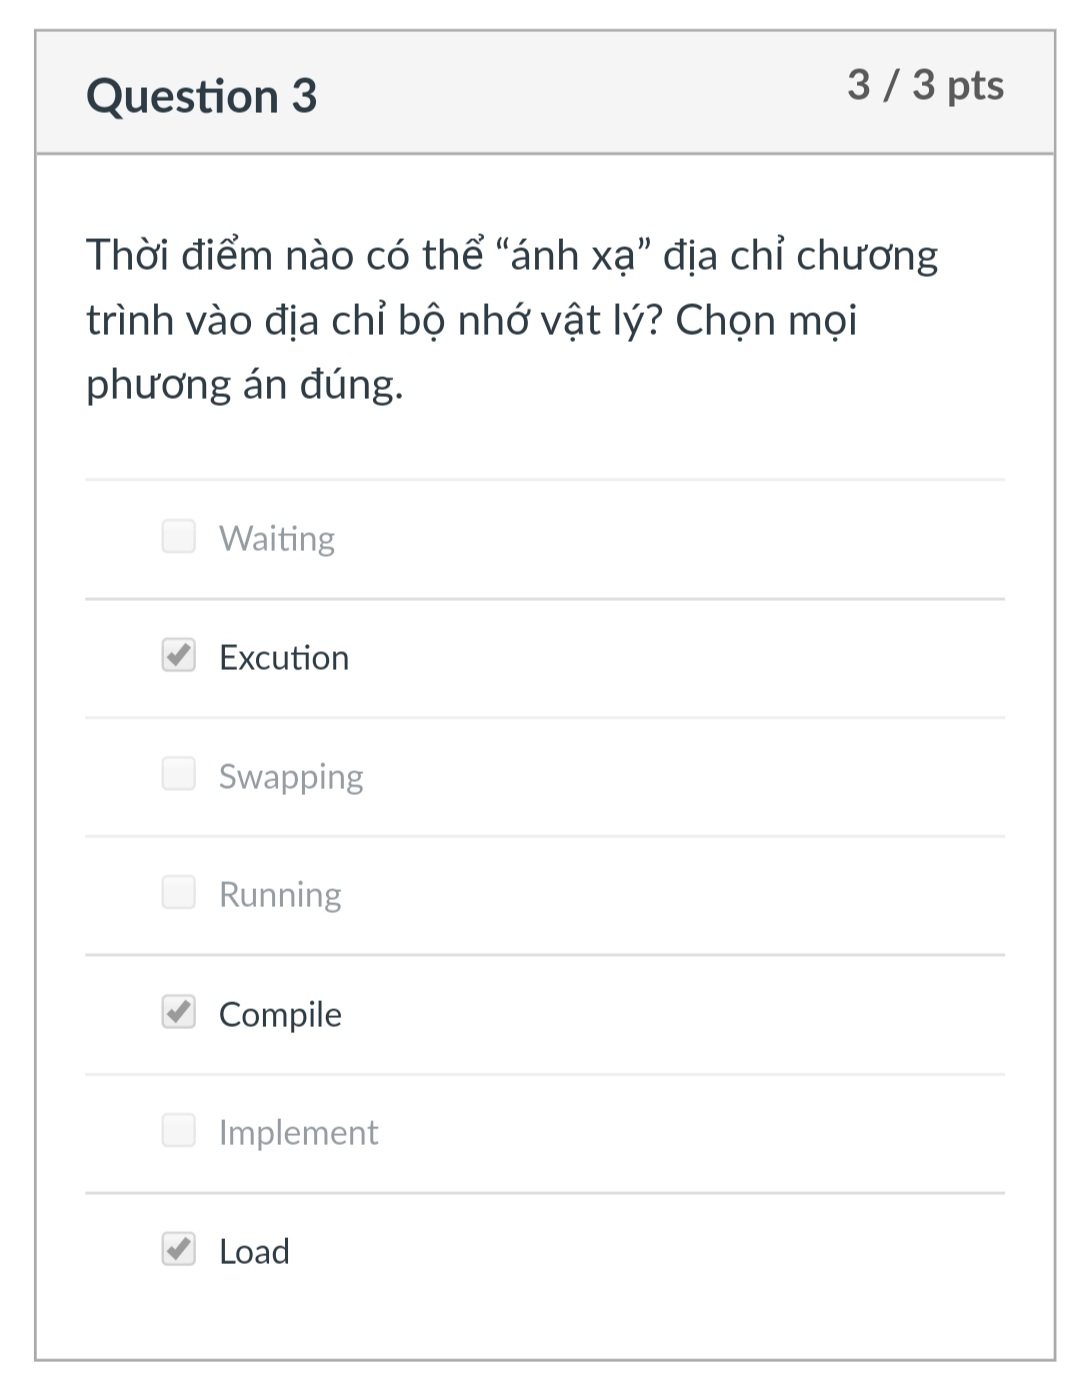 Question 3
3 / 3 pts
Thời điểm nào có thể “ánh xạ” địa chỉ chương
trình vào địa chỉ bộ nhớ vật lý? Chọn mọi
phương án đúng.
Waiting
Excution
Swapping
Running
Compile
Implement
Load